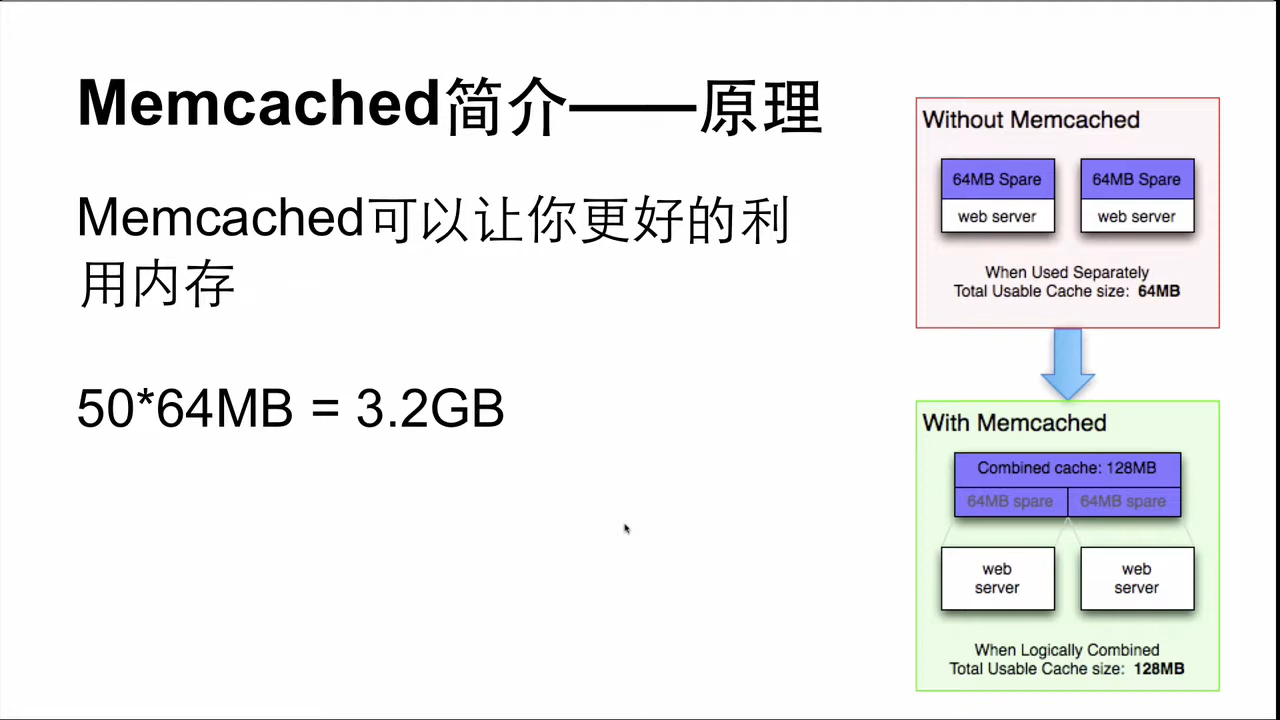 Memcached简介——原理
Memcached可以让你更好的利
用内存
50*64MB = 3.2GB
Without Memcached
64MB Spare
web server
64MB Spare
web server
When Used Separately
Total Usable Cache size: 64MB
With Memcached
Combined cache: 128MB
64MB spare
64MB spare
web
server
web
server
When Logically Combined
Total Usable Cache size: 128MB